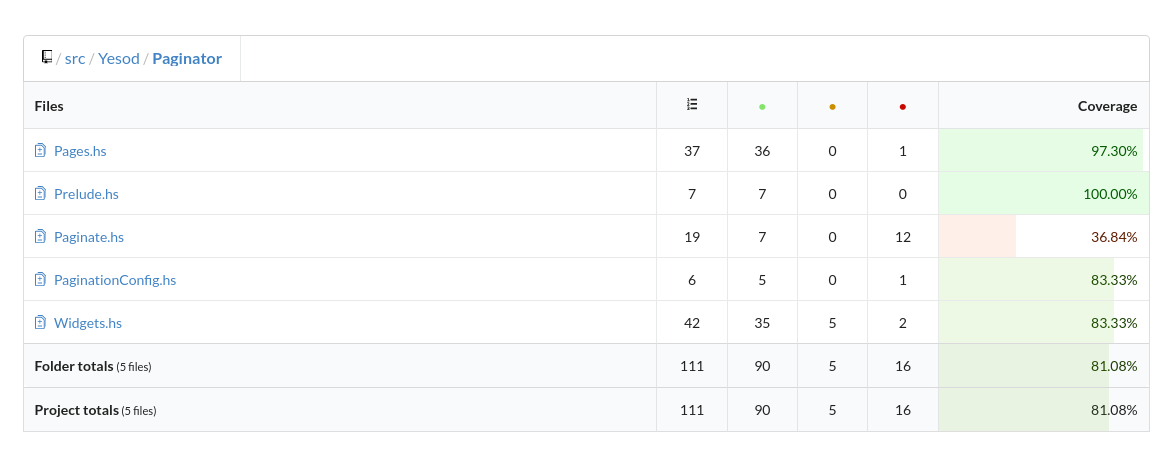 / src / Yesod / Paginator
Files Coverage
Pages.hs 37 36 0 1 97.30%
Prelude.hs 7 7 0 0 100.00%
Paginate.hs 19 7 0 12 36.84%
PaginationConfig.hs 6 5 0 1 83.33%
Widgets.hs 42 35 5 2 83.33%
Folder totals (5 files) 111 90 5 16 81.08%
Project totals (5 files) 111 90 5 16 81.08%